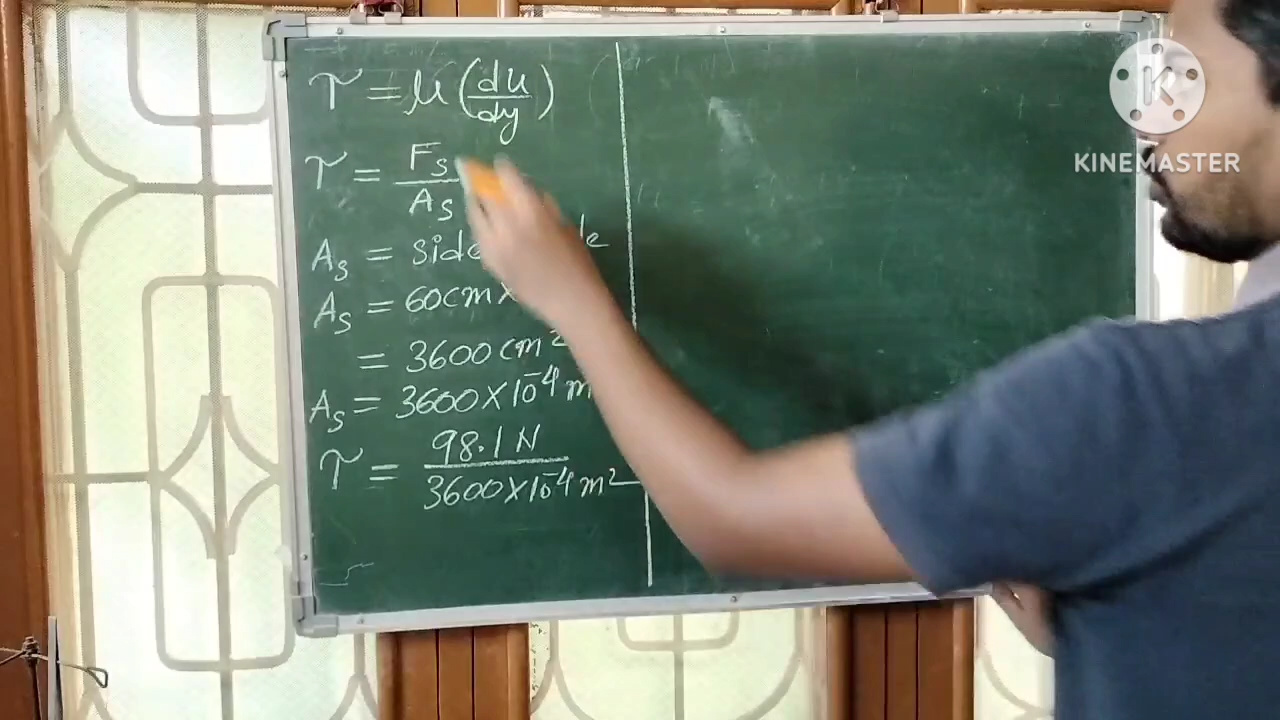 τ = μ (du/dy)
τ = Fs/As
As = side
As = 60cm×
= 3600 cm²
As = 3600×10⁻⁴ m
τ = 98.1 N / 3600×10⁻⁴ m²
K
KINEMASTER